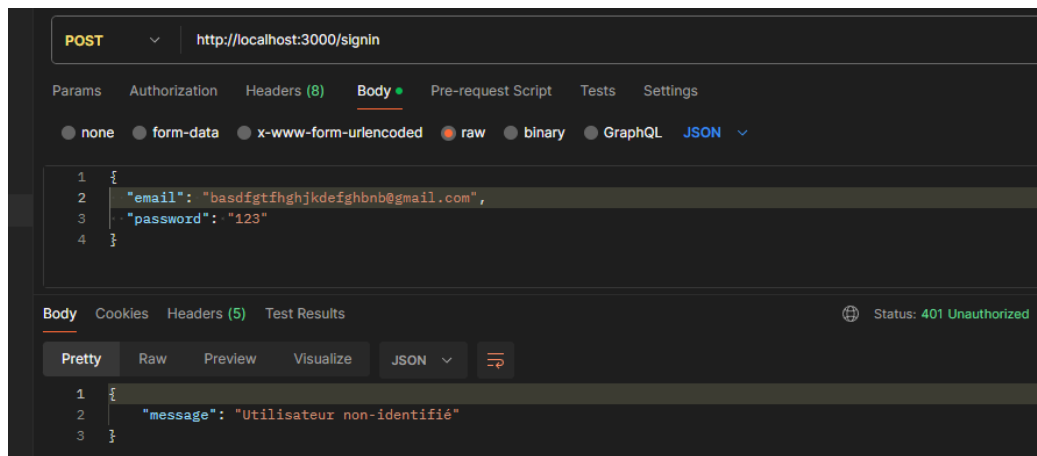 POST http://localhost:3000/signin
Params Authorization Headers (8) Body Pre-request Script Tests Settings
none form-data x-www-form-urlencoded raw binary GraphQL JSON
1 {
2 "email": "basdfgtfhghjkdefghbnb@gmail.com",
3 "password": "123"
4 }
Body Cookies Headers (5) Test Results Status: 401 Unauthorized
Pretty Raw Preview Visualize JSON
1 {
2 "message": "Utilisateur non-identifié"
3 }